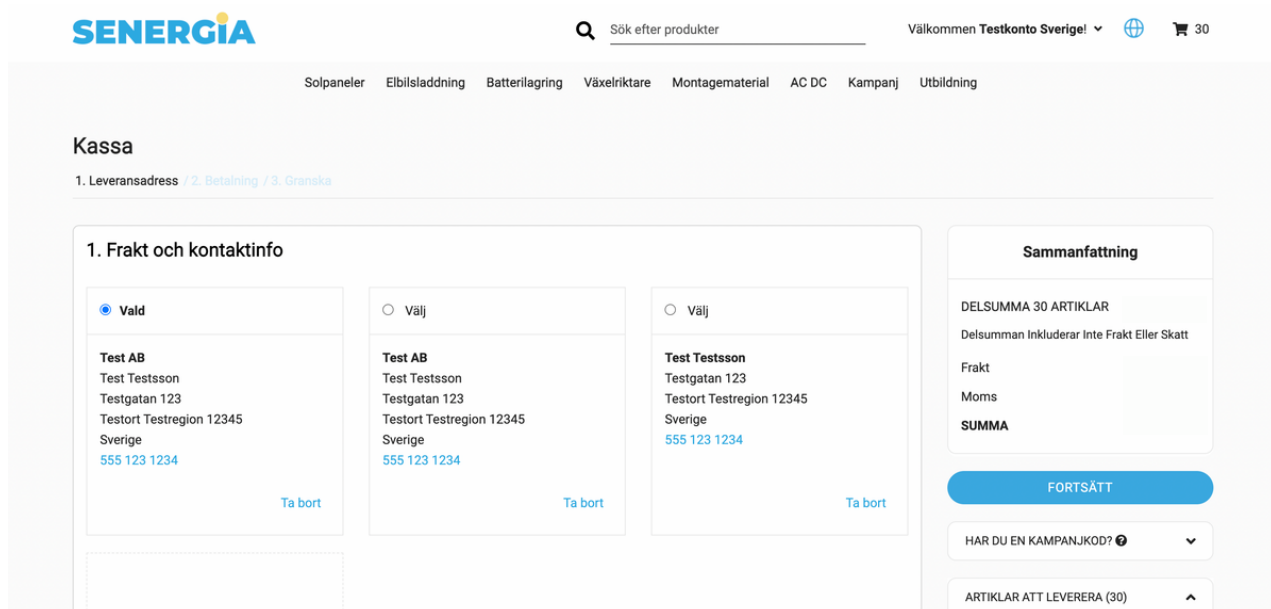 SENERGIA
Sök efter produkter
Välkommen Testkonto Sverige!
30
Solpaneler Elbilsladdning Batterilagring Växelriktare Montagematerial AC DC Kampanj Utbildning
Kassa
1. Leveransadress / 2. Betalning / 3. Granska
1. Frakt och kontaktinfo
Vald
Test AB
Test Testsson
Testgatan 123
Testort Testregion 12345
Sverige
555 123 1234
Ta bort
Välj
Test AB
Test Testsson
Testgatan 123
Testort Testregion 12345
Sverige
555 123 1234
Ta bort
Välj
Test Testsson
Testgatan 123
Testort Testregion 12345
Sverige
555 123 1234
Ta bort
Sammanfattning
DELSUMMA 30 ARTIKLAR
Delsumman Inkluderar Inte Frakt Eller Skatt
Frakt
Moms
SUMMA
FORTSÄTT
HAR DU EN KAMPANJKOD? ?
ARTIKLAR ATT LEVERERA (30)